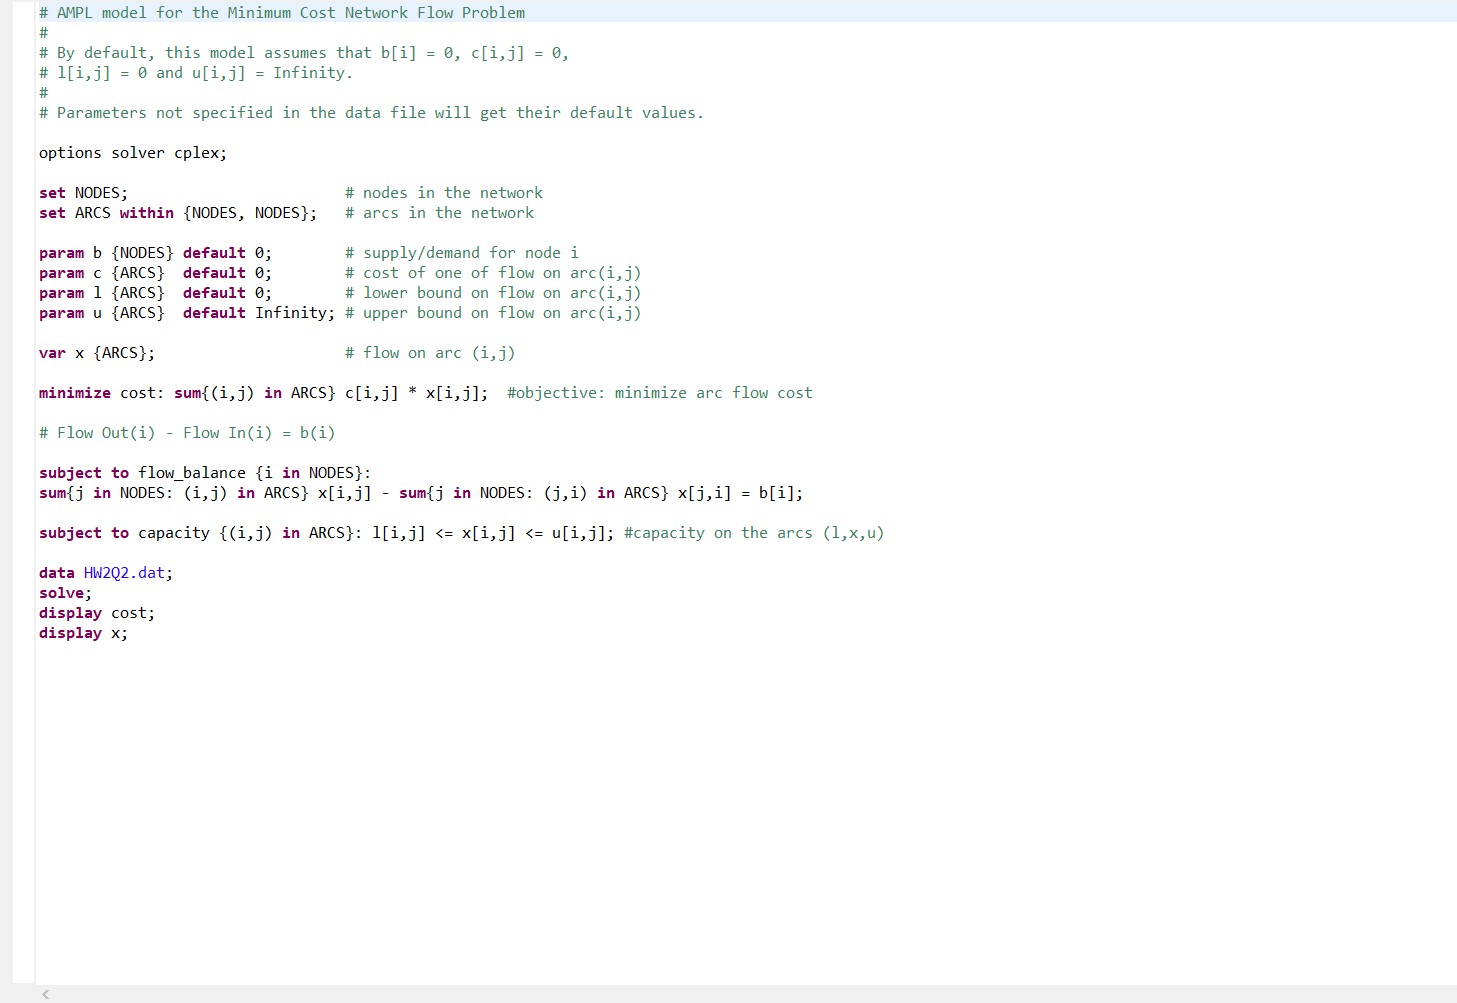 # AMPL model for the Minimum Cost Network Flow Problem
#
# By default, this model assumes that b[i] = 0, c[i,j] = 0,
# l[i,j] = 0 and u[i,j] = Infinity.
#
# Parameters not specified in the data file will get their default values.
options solver cplex;
set NODES; # nodes in the network
set ARCS within {NODES, NODES}; # arcs in the network
param b {NODES} default 0; # supply/demand for node i
param c {ARCS} default 0; # cost of one of flow on arc(i,j)
param l {ARCS} default 0; # lower bound on flow on arc(i,j)
param u {ARCS} default Infinity; # upper bound on flow on arc(i,j)
var x {ARCS}; # flow on arc (i,j)
minimize cost: sum{(i,j) in ARCS} c[i,j] * x[i,j]; #objective: minimize arc flow cost
# Flow Out(i) - Flow In(i) = b(i)
subject to flow_balance {i in NODES}:
sum{j in NODES: (i,j) in ARCS} x[i,j] - sum{j in NODES: (j,i) in ARCS} x[j,i] = b[i];
subject to capacity {(i,j) in ARCS}: l[i,j] <= x[i,j] <= u[i,j]; #capacity on the arcs (l,x,u)
data HW2Q2.dat;
solve;
display cost;
display x;